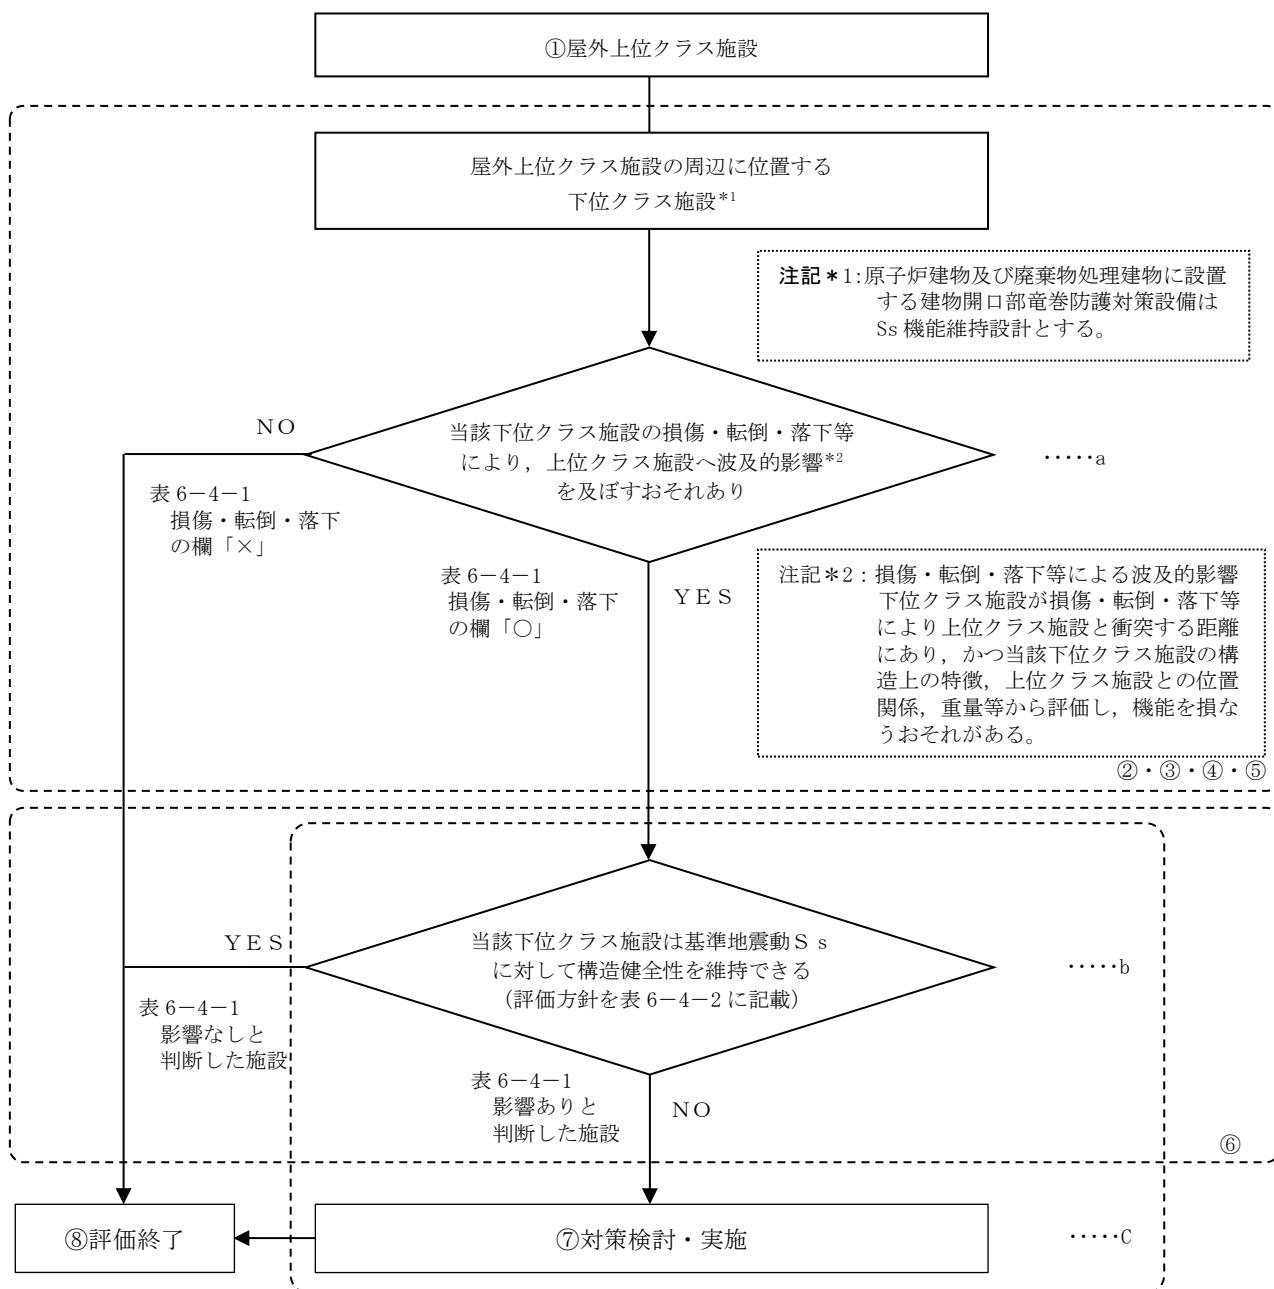 ①屋外上位クラス施設
屋外上位クラス施設の周辺に位置する
下位クラス施設*1
注記*1:原子炉建物及び廃棄物処理建物に設置
する建物開口部竜巻防護対策設備は
Ss 機能維持設計とする。
NO
当該下位クラス施設の損傷・転倒・落下等
により,上位クラス施設へ波及的影響*2
を及ぼすおそれあり
・・・・・a
表 6-4-1
損傷・転倒・落下
の欄「×」
表 6-4-1
損傷・転倒・落下
の欄「○」
YES
注記*2:損傷・転倒・落下等による波及的影響
下位クラス施設が損傷・転倒・落下等
により上位クラス施設と衝突する距離
にあり,かつ当該下位クラス施設の構
造上の特徴,上位クラス施設との位置
関係,重量等から評価し,機能を損な
うおそれがある。
②・③・④・⑤
YES
当該下位クラス施設は基準地震動Ss
に対して構造健全性を維持できる
(評価方針を表 6-4-2 に記載)
・・・・・b
表 6-4-1
影響なしと
判断した施設
表 6-4-1
影響ありと
判断した施設
NO
⑥
⑧評価終了
⑦対策検討・実施
・・・・・C